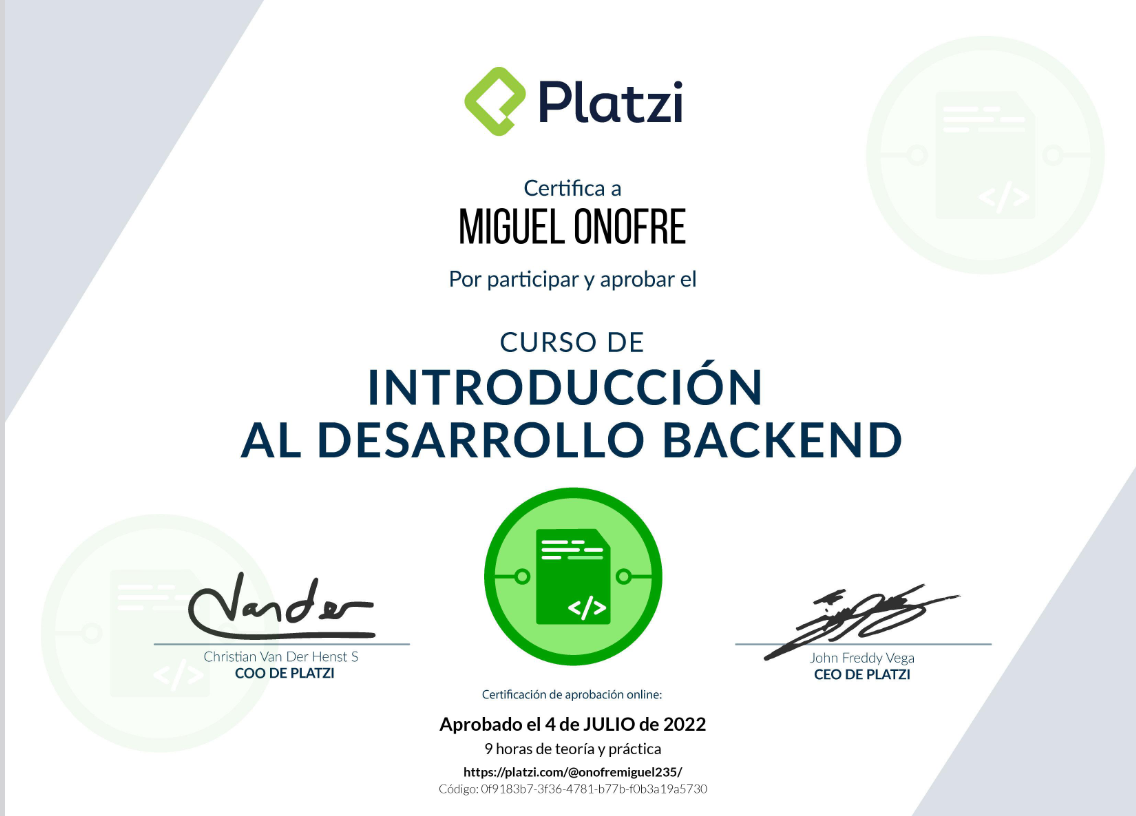 Platzi
Certifica a
MIGUEL ONOFRE
Por participar y aprobar el
CURSO DE
INTRODUCCIÓN
AL DESARROLLO BACKEND
</>
</>
Vander
</>
Christian Van Der Henst S
COO DE PLATZI
John Freddy Vega
CEO DE PLATZI
Certificación de aprobación online:
Aprobado el 4 de JULIO de 2022
9 horas de teoría y práctica
https://platzi.com/@onofremiguel235/
Código: 0f9183b7-3f36-4781-b77b-f0b3a19a5730